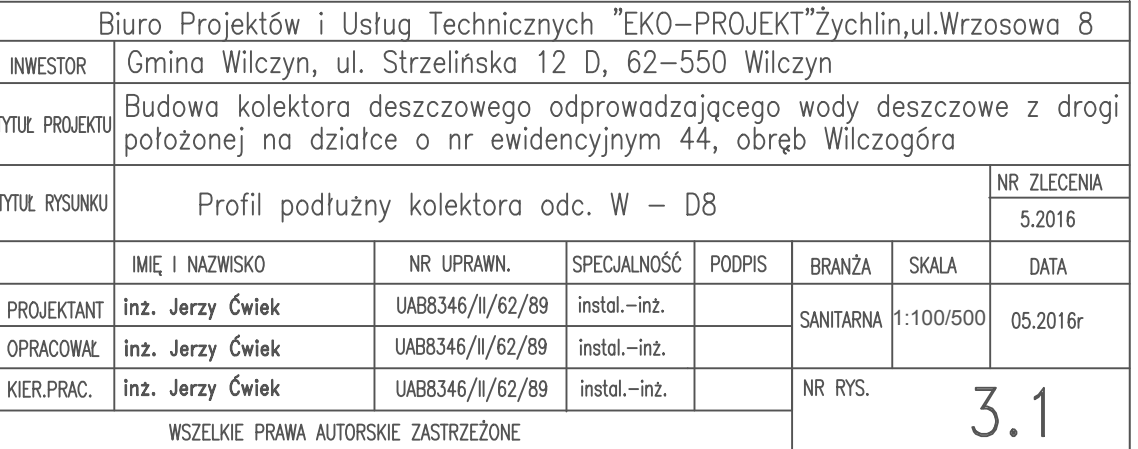 Biuro Projektów i Usług Technicznych "EKO-PROJEKT"Żychlin,ul.Wrzosowa 8
INWESTOR Gmina Wilczyn, ul. Strzelińska 12 D, 62-550 Wilczyn
TYTUŁ PROJEKTU Budowa kolektora deszczowego odprowadzającego wody deszczowe z drogi
położonej na działce o nr ewidencyjnym 44, obręb Wilczogóra
TYTUŁ RYSUNKU Profil podłużny kolektora odc. W - D8
NR ZLECENIA
5.2016
IMIĘ I NAZWISKO NR UPRAWN. SPECJALNOŚĆ PODPIS BRANŻA SKALA DATA
PROJEKTANT inż. Jerzy Ćwiek UAB8346/II/62/89 instal.-inż.
SANITARNA 1:100/500 05.2016r
OPRACOWAŁ inż. Jerzy Ćwiek UAB8346/II/62/89 instal.-inż.
KIER.PRAC. inż. Jerzy Ćwiek UAB8346/II/62/89 instal.-inż.
NR RYS. 3.1
WSZELKIE PRAWA AUTORSKIE ZASTRZEŻONE